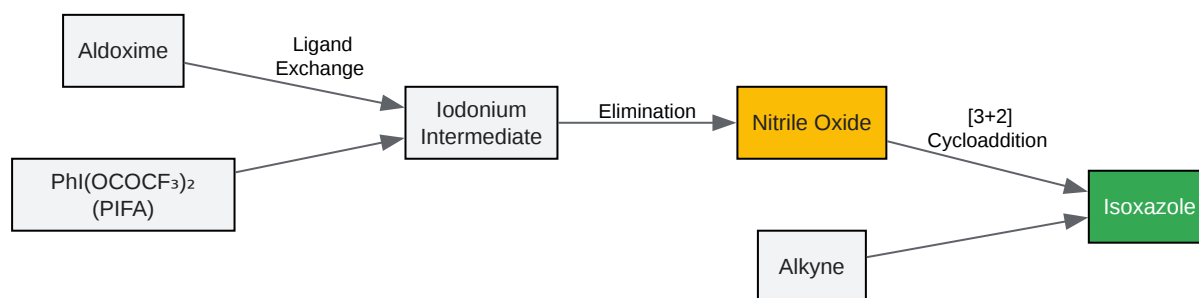 Aldoxime
Ligand
Exchange
PhI(OCOCF₃)₂
(PIFA)
Iodonium
Intermediate
Elimination
Nitrile Oxide
[3+2]
Cycloaddition
Alkyne
Isoxazole